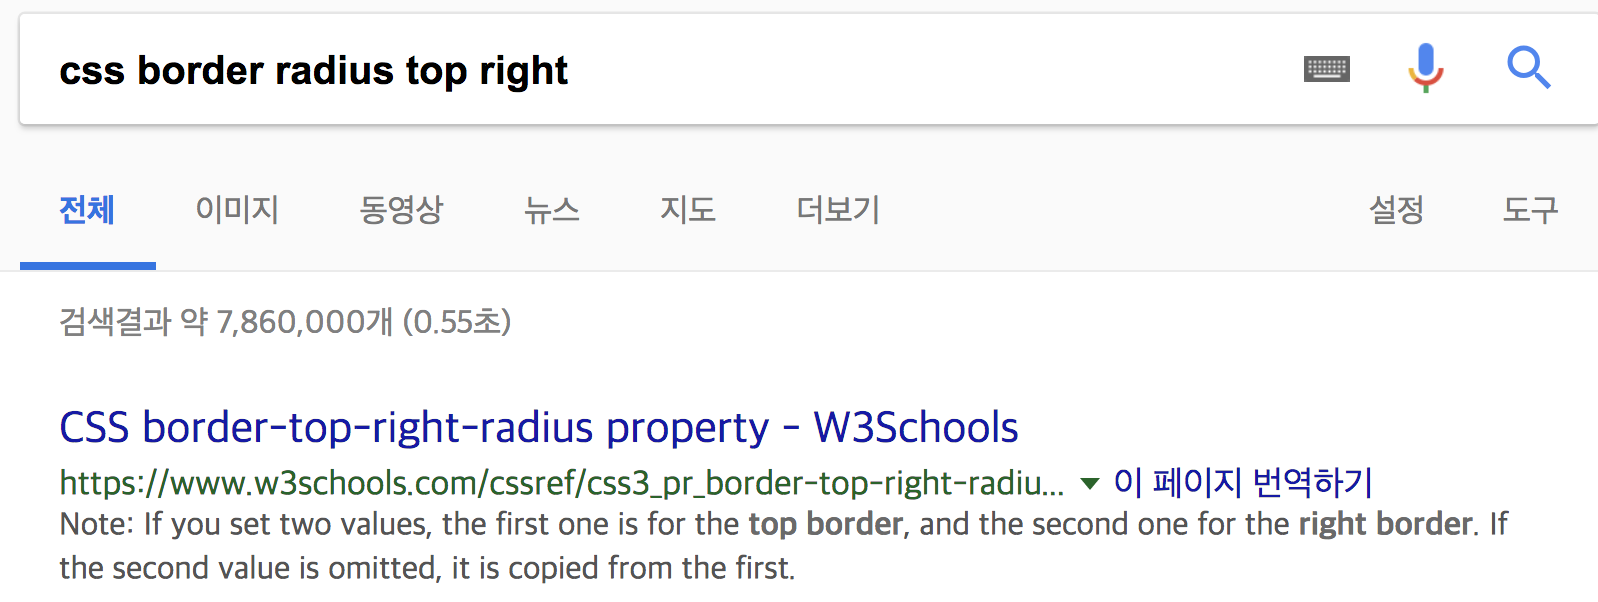 css border radius top right
전체 이미지 동영상 뉴스 지도 더보기 설정 도구
검색결과 약 7,860,000개 (0.55초)
CSS border-top-right-radius property - W3Schools
https://www.w3schools.com/cssref/css3_pr_border-top-right-radiu... ▼ 이 페이지 번역하기
Note: If you set two values, the first one is for the top border, and the second one for the right border. If
the second value is omitted, it is copied from the first.